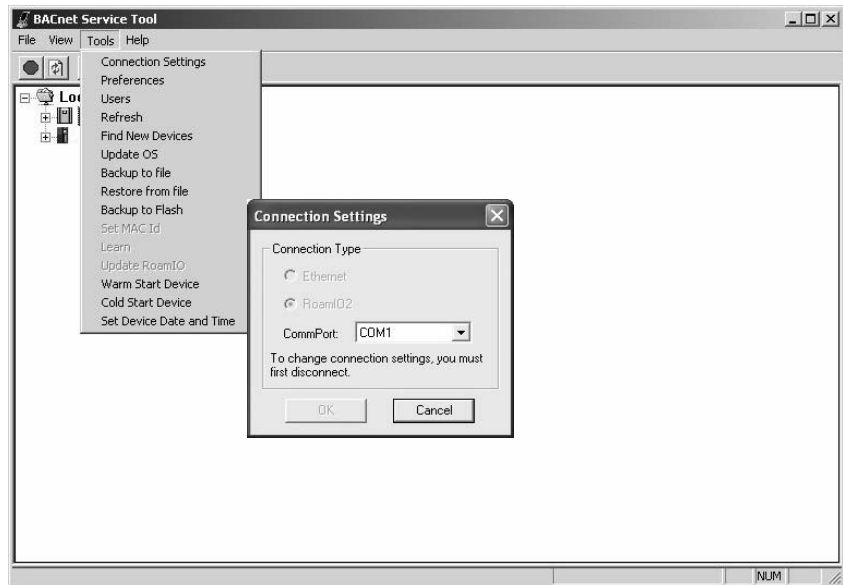 BACnet Service Tool
File View Tools Help
Connection Settings
Preferences
Users
Refresh
Find New Devices
Update OS
Backup to file
Restore from file
Backup to Flash
Set MAC Id
Learn
Update RoamIO
Warm Start Device
Cold Start Device
Set Device Date and Time
Connection Settings
Connection Type
Ethernet
RoamIO2
CommPort: COM1
To change connection settings, you must
first disconnect.
OK Cancel
NUM